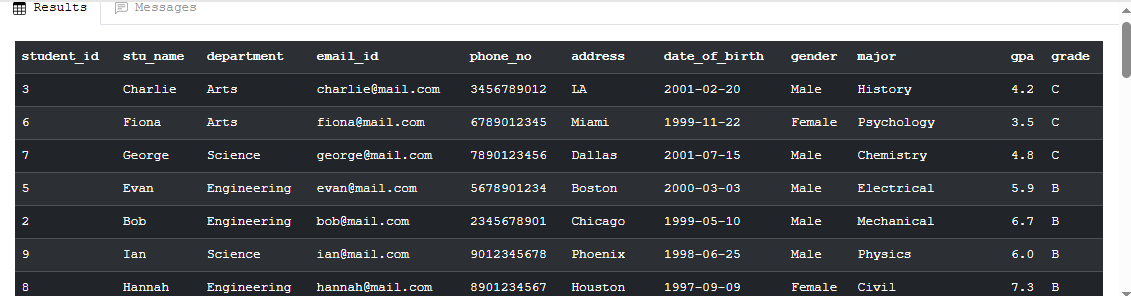 Results Messages
student_id stu_name department email_id phone_no address date_of_birth gender major gpa grade
3 Charlie Arts charlie@mail.com 3456789012 LA 2001-02-20 Male History 4.2 C
6 Fiona Arts fiona@mail.com 6789012345 Miami 1999-11-22 Female Psychology 3.5 C
7 George Science george@mail.com 7890123456 Dallas 2001-07-15 Male Chemistry 4.8 C
5 Evan Engineering evan@mail.com 5678901234 Boston 2000-03-03 Male Electrical 5.9 B
2 Bob Engineering bob@mail.com 2345678901 Chicago 1999-05-10 Male Mechanical 6.7 B
9 Ian Science ian@mail.com 9012345678 Phoenix 1998-06-25 Male Physics 6.0 B
8 Hannah Engineering hannah@mail.com 8901234567 Houston 1997-09-09 Female Civil 7.3 B